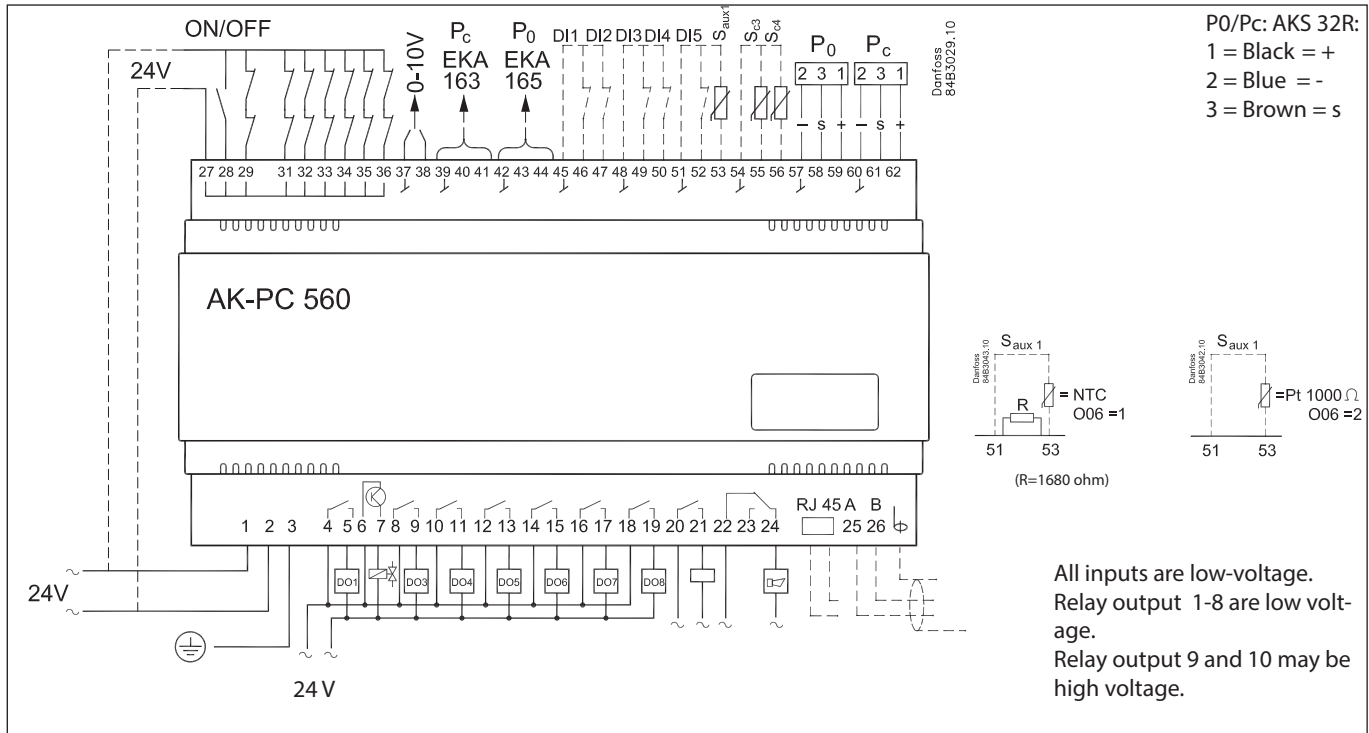 ON/OFF
24V
0-10V
Pc
EKA
163
P0
EKA
165
DI1 DI2 DI3 DI4 DI5 Saux1 Sc3 Sc4
P0 Pc
2 3 1 2 3 1
– s + – s +
Danfoss
84B3029.10
P0/Pc: AKS 32R:
1 = Black = +
2 = Blue = -
3 = Brown = s
27 28 29 31 32 33 34 35 36 37 38 39 40 41 42 43 44 45 46 47 48 49 50 51 52 53 54 55 56 57 58 59 60 61 62
AK-PC 560
Danfoss
84B3043.10
Saux 1
R
= NTC
O06 =1
51 53
(R=1680 ohm)
Danfoss
84B3042.10
Saux 1
=Pt 1000 Ω
O06 =2
51 53
RJ 45 A B
1 2 3 4 5 6 7 8 9 10 11 12 13 14 15 16 17 18 19 20 21 22 23 24 25 26
DO1 DO3 DO4 DO5 DO6 DO7 DO8
24V
24 V
All inputs are low-voltage.
Relay output 1-8 are low volt-
age.
Relay output 9 and 10 may be
high voltage.